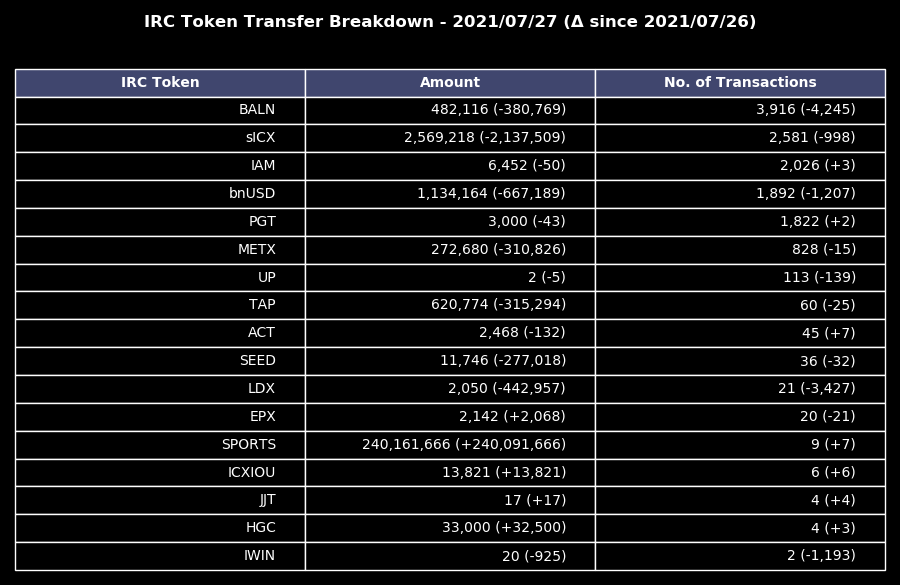 IRC Token Transfer Breakdown - 2021/07/27 (Δ since 2021/07/26)
IRC Token Amount No. of Transactions
BALN 482,116 (-380,769) 3,916 (-4,245)
sICX 2,569,218 (-2,137,509) 2,581 (-998)
IAM 6,452 (-50) 2,026 (+3)
bnUSD 1,134,164 (-667,189) 1,892 (-1,207)
PGT 3,000 (-43) 1,822 (+2)
METX 272,680 (-310,826) 828 (-15)
UP 2 (-5) 113 (-139)
TAP 620,774 (-315,294) 60 (-25)
ACT 2,468 (-132) 45 (+7)
SEED 11,746 (-277,018) 36 (-32)
LDX 2,050 (-442,957) 21 (-3,427)
EPX 2,142 (+2,068) 20 (-21)
SPORTS 240,161,666 (+240,091,666) 9 (+7)
ICXIOU 13,821 (+13,821) 6 (+6)
JJT 17 (+17) 4 (+4)
HGC 33,000 (+32,500) 4 (+3)
IWIN 20 (-925) 2 (-1,193)